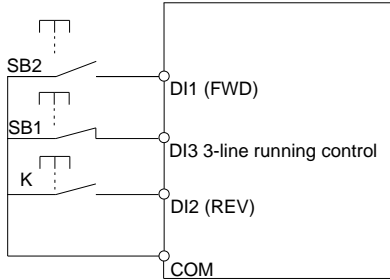 SB2
DI1 (FWD)
SB1
DI3 3-line running control
K
DI2 (REV)
COM